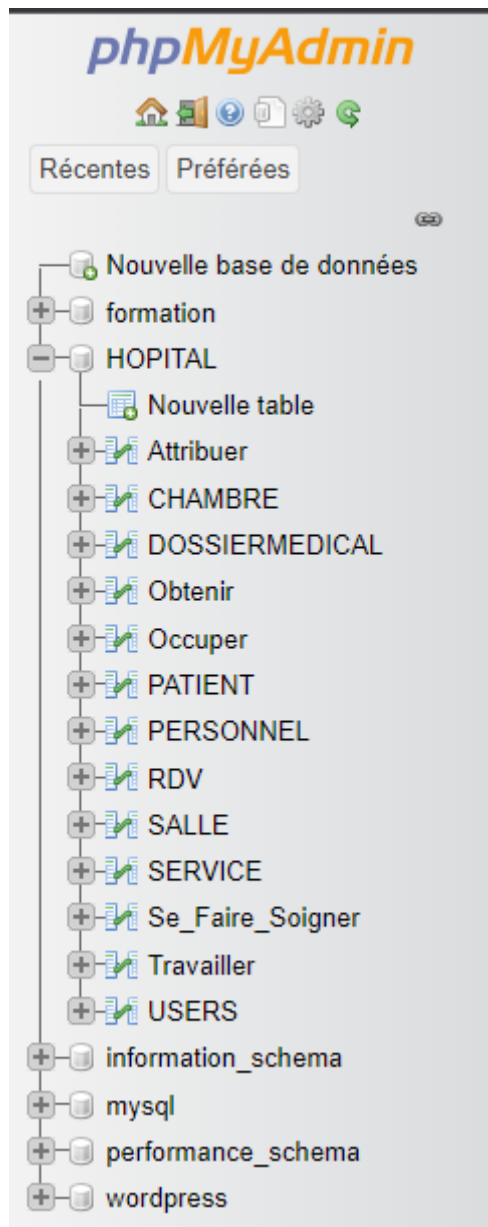 phpMyAdmin
Récentes Préférées
Nouvelle base de données
formation
HOPITAL
Nouvelle table
Attribuer
CHAMBRE
DOSSIERMEDICAL
Obtenir
Occuper
PATIENT
PERSONNEL
RDV
SALLE
SERVICE
Se_Faire_Soigner
Travailler
USERS
information_schema
mysql
performance_schema
wordpress